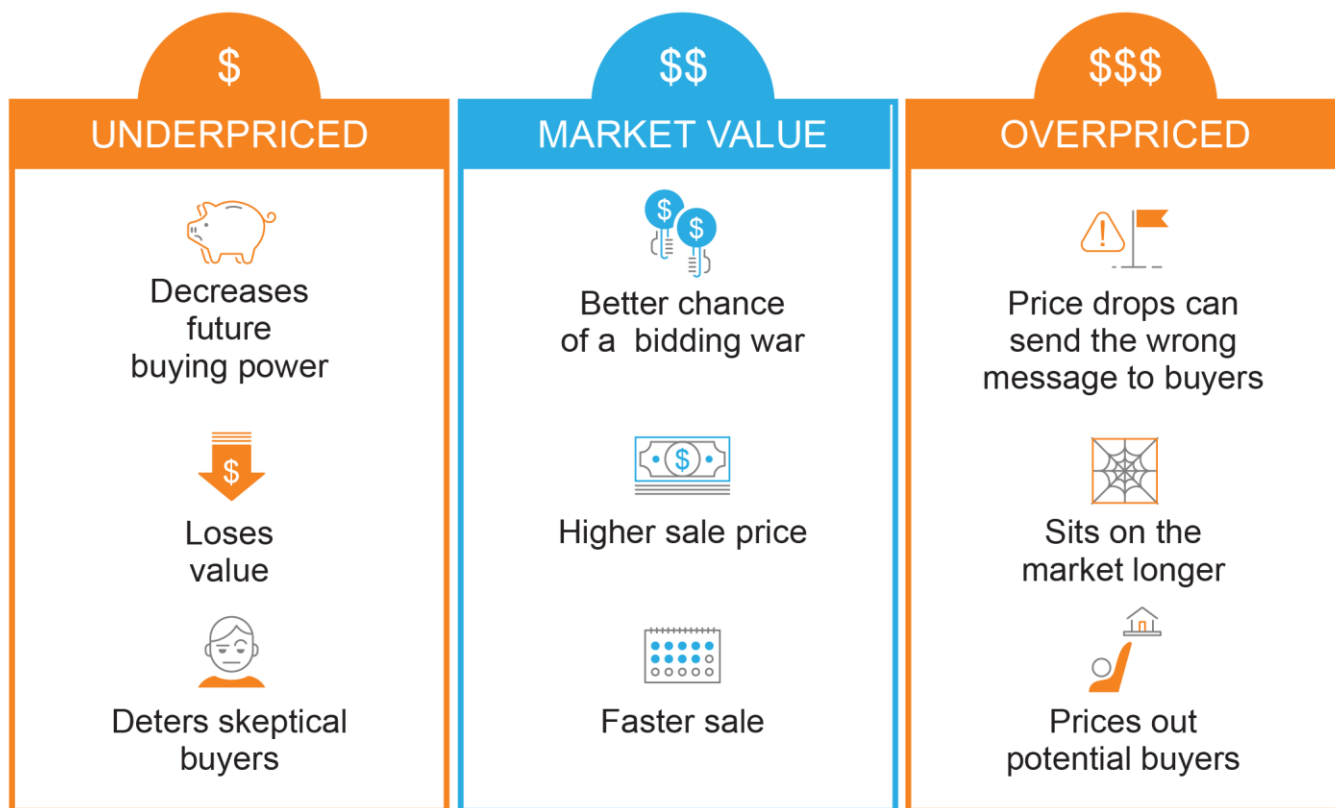 $
UNDERPRICED
Decreases
future
buying power
$
Loses
value
Deters skeptical
buyers
$$
MARKET VALUE
$
$
Better chance
of a bidding war
$
Higher sale price
Faster sale
$$$
OVERPRICED
!
Price drops can
send the wrong
message to buyers
Sits on the
market longer
Prices out
potential buyers